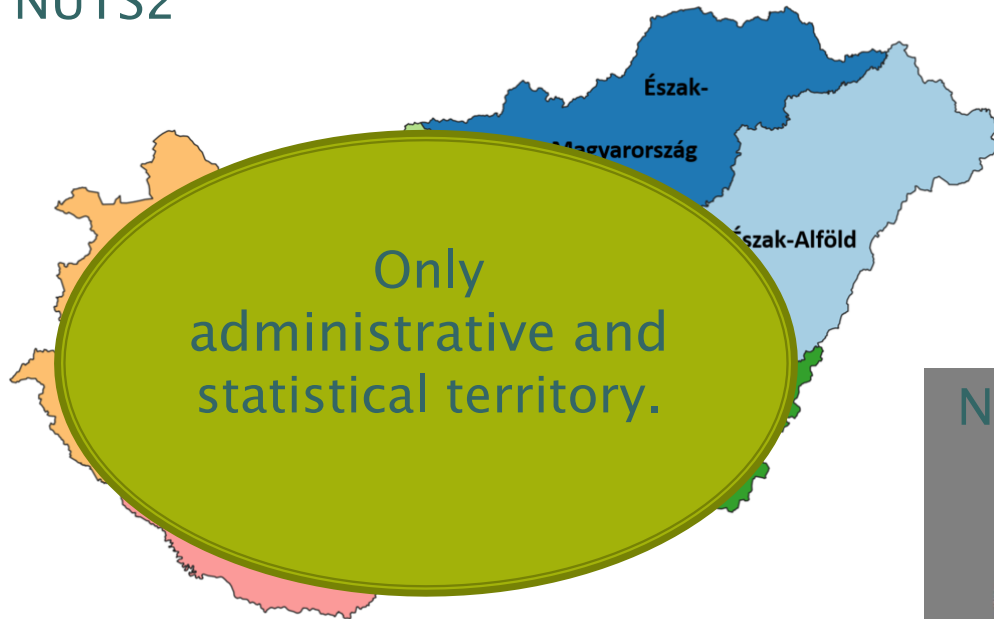 NUTS2
Észak-
Magyarország
Észak-Alföld
Only
administrative and
statistical territory.
N